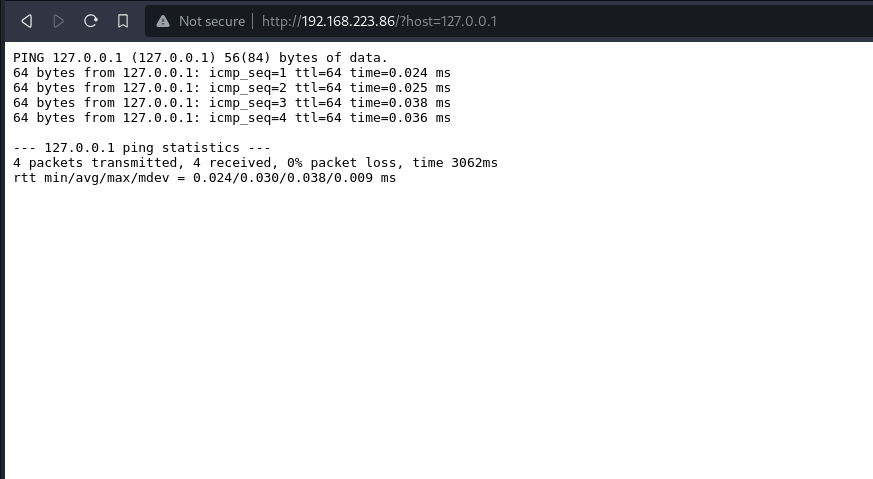 Not secure http://192.168.223.86/?host=127.0.0.1
PING 127.0.0.1 (127.0.0.1) 56(84) bytes of data.
64 bytes from 127.0.0.1: icmp_seq=1 ttl=64 time=0.024 ms
64 bytes from 127.0.0.1: icmp_seq=2 ttl=64 time=0.025 ms
64 bytes from 127.0.0.1: icmp_seq=3 ttl=64 time=0.038 ms
64 bytes from 127.0.0.1: icmp_seq=4 ttl=64 time=0.036 ms
--- 127.0.0.1 ping statistics ---
4 packets transmitted, 4 received, 0% packet loss, time 3062ms
rtt min/avg/max/mdev = 0.024/0.030/0.038/0.009 ms